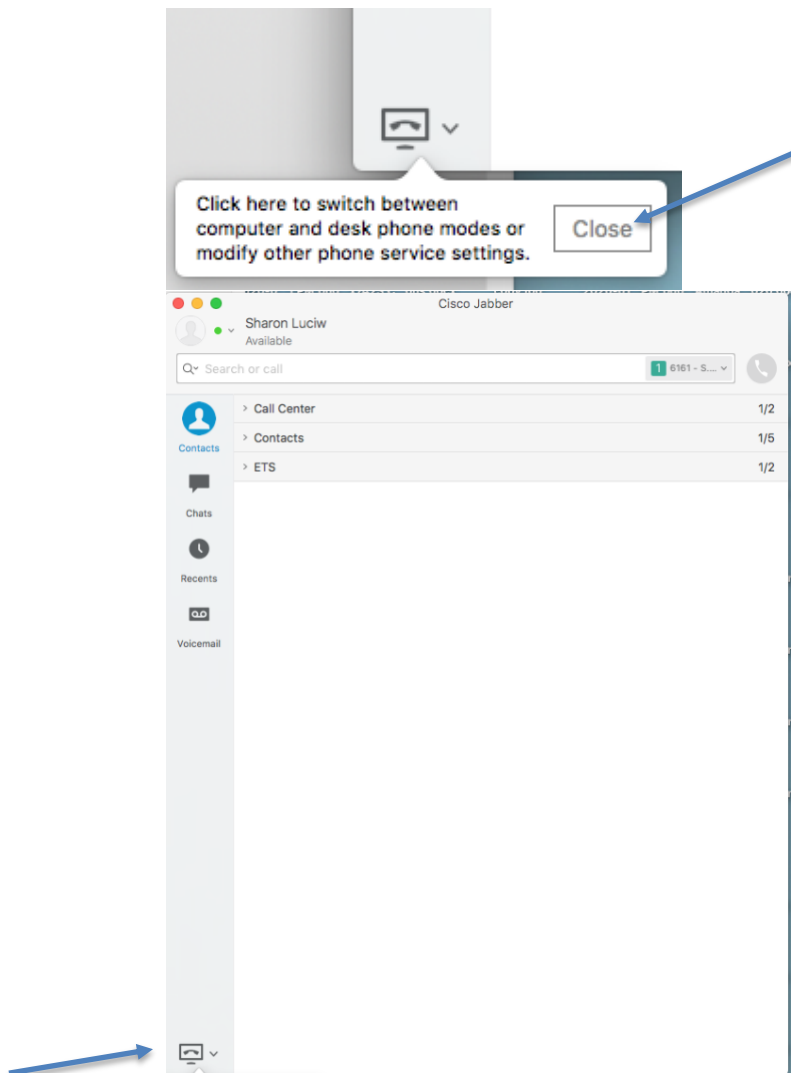 Click here to switch between
computer and desk phone modes or
modify other phone service settings.
Close
Cisco Jabber
Sharon Luciw
Available
Search or call
1 6161 - S....
Call Center 1/2
Contacts 1/5
ETS 1/2
Contacts
Chats
Recents
Voicemail